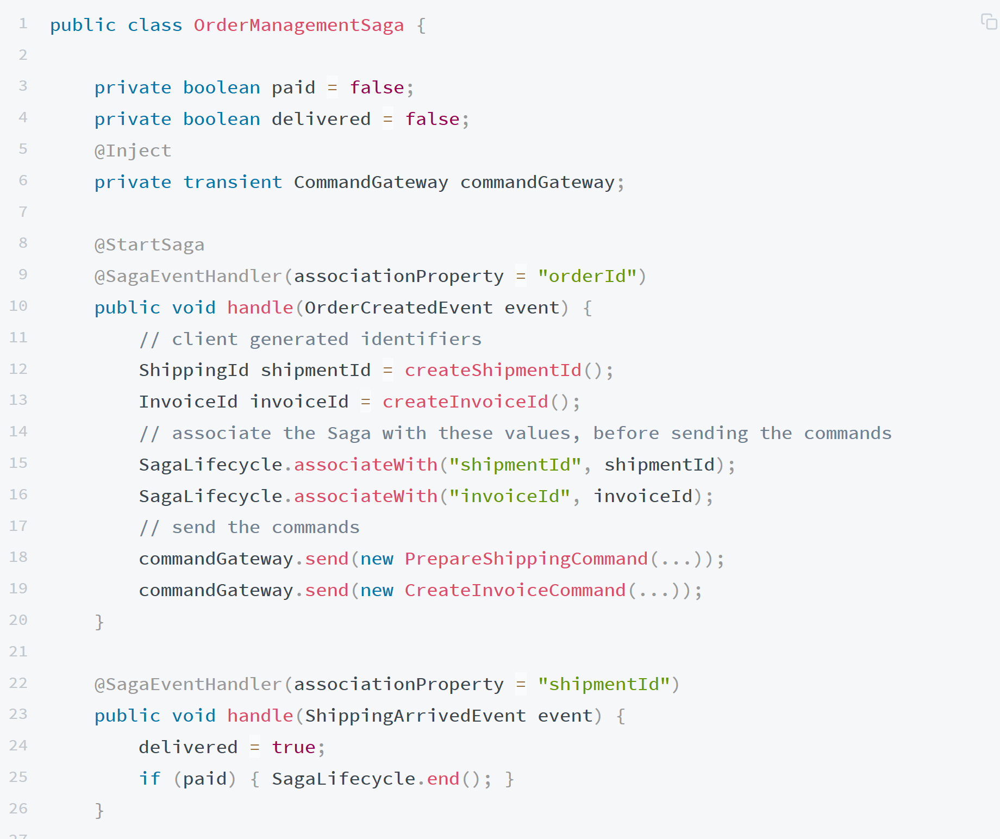 1 public class OrderManagementSaga {
2
3     private boolean paid = false;
4     private boolean delivered = false;
5     @Inject
6     private transient CommandGateway commandGateway;
7
8     @StartSaga
9     @SagaEventHandler(associationProperty = "orderId")
10     public void handle(OrderCreatedEvent event) {
11         // client generated identifiers
12         ShippingId shipmentId = createShipmentId();
13         InvoiceId invoiceId = createInvoiceId();
14         // associate the Saga with these values, before sending the commands
15         SagaLifecycle.associateWith("shipmentId", shipmentId);
16         SagaLifecycle.associateWith("invoiceId", invoiceId);
17         // send the commands
18         commandGateway.send(new PrepareShippingCommand(...));
19         commandGateway.send(new CreateInvoiceCommand(...));
20     }
21
22     @SagaEventHandler(associationProperty = "shipmentId")
23     public void handle(ShippingArrivedEvent event) {
24         delivered = true;
25         if (paid) { SagaLifecycle.end(); }
26     }
27